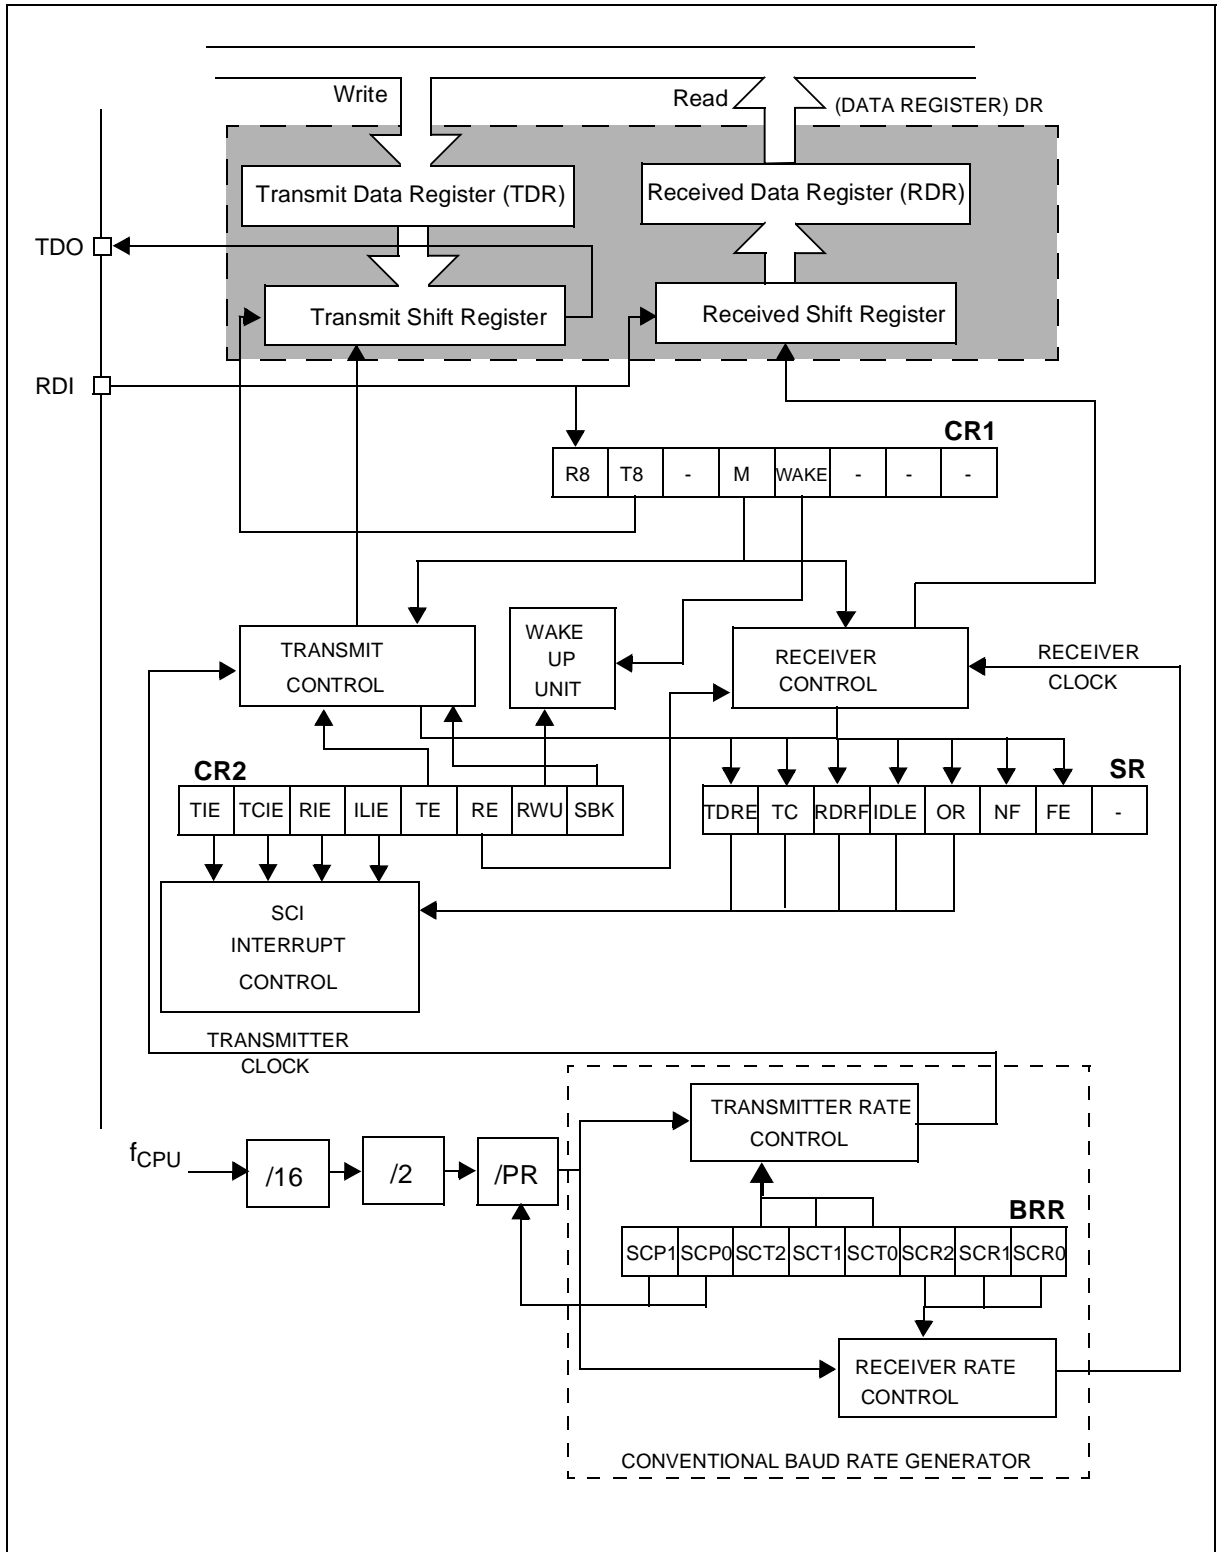 Write
Read
(DATA REGISTER) DR
Transmit Data Register (TDR)
Received Data Register (RDR)
TDO
Transmit Shift Register
Received Shift Register
RDI
CR1
R8 T8 - M WAKE - - -
TRANSMIT
CONTROL
WAKE
UP
UNIT
RECEIVER
CONTROL
RECEIVER
CLOCK
CR2
TIE TCIE RIE ILIE TE RE RWU SBK
SR
TDRE TC RDRF IDLE OR NF FE -
SCI
INTERRUPT
CONTROL
TRANSMITTER
CLOCK
TRANSMITTER RATE
CONTROL
fCPU
/16
/2
/PR
BRR
SCP1 SCP0 SCT2 SCT1 SCT0 SCR2 SCR1 SCR0
RECEIVER RATE
CONTROL
CONVENTIONAL BAUD RATE GENERATOR